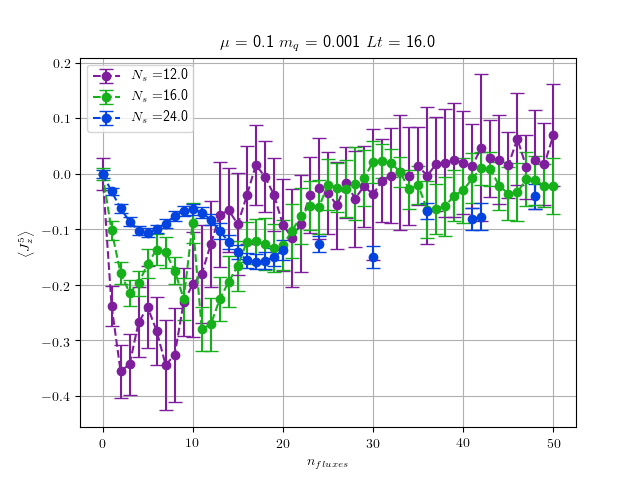 μ = 0.1 m_q = 0.001 Lt = 16.0
N_s =12.0
N_s =16.0
N_s =24.0
0.2
0.1
0.0
−0.1
−0.2
−0.3
−0.4
⟨J_z^5⟩
0 10 20 30 40 50
n_{fluxes}